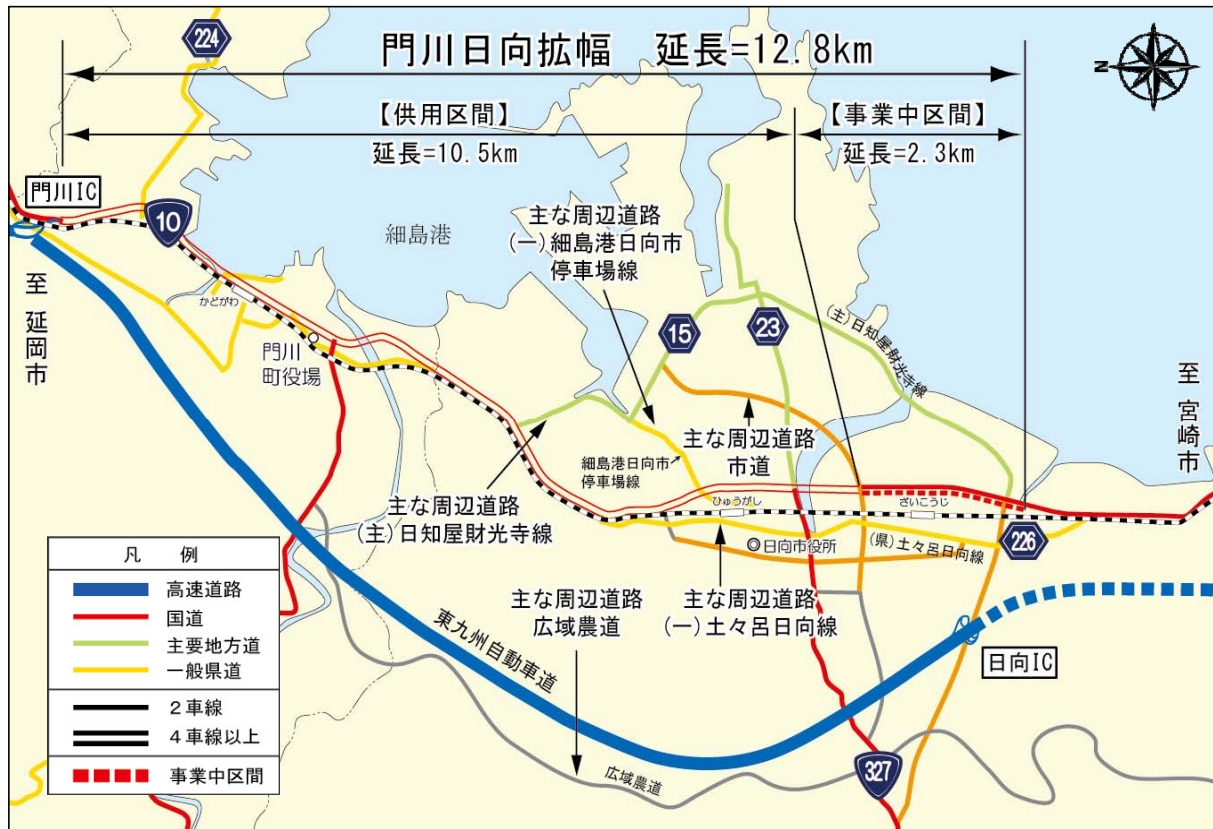 門川日向拡幅 延長=12.8km
【供用区間】
延長=10.5km
【事業中区間】
延長=2.3km
N
224
門川IC
10
細島港
主な周辺道路
(一)細島港日向市
停車場線
至 延岡市
かどがわ
門川
町役場
15
23
(主)日知屋財光寺線
至 宮崎市
主な周辺道路
市道
細島港日向市
停車場線
主な周辺道路
(主)日知屋財光寺線
ひゅうがし
ざいこうじ
日向市役所
(県)土々呂日向線
226
主な周辺道路
広域農道
主な周辺道路
(一)土々呂日向線
東九州自動車道
日向IC
広域農道
327
凡 例
高速道路
国道
主要地方道
一般県道
2車線
4車線以上
事業中区間